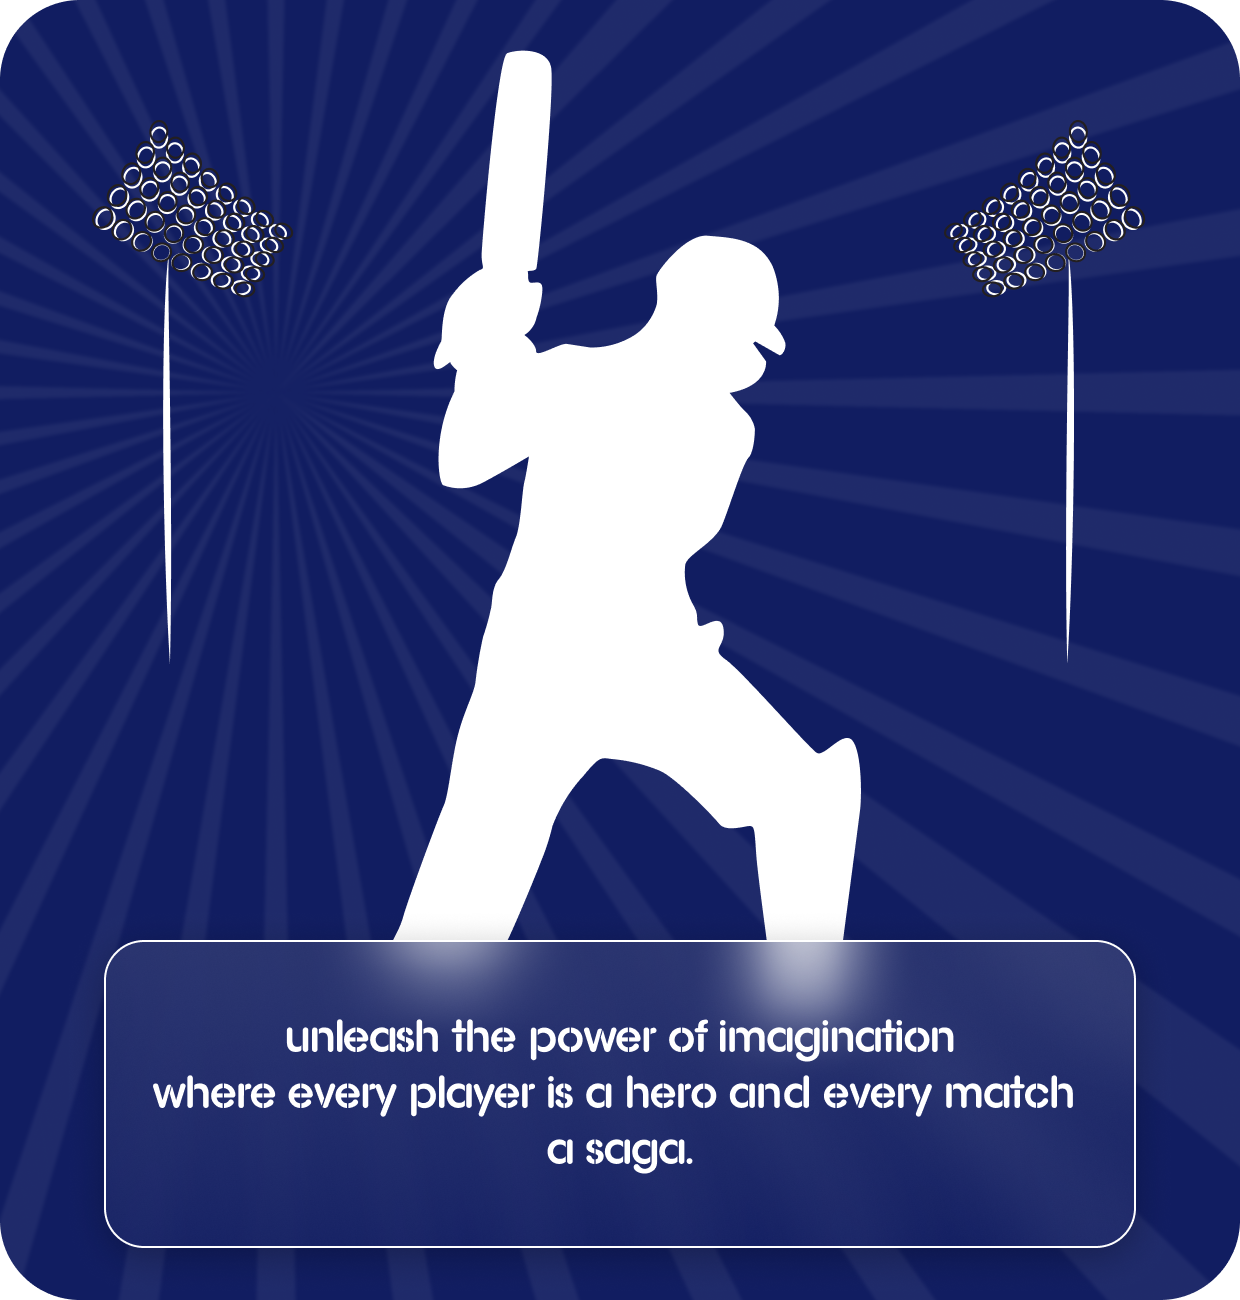 unleash the power of imagination
where every player is a hero and every match
a saga.